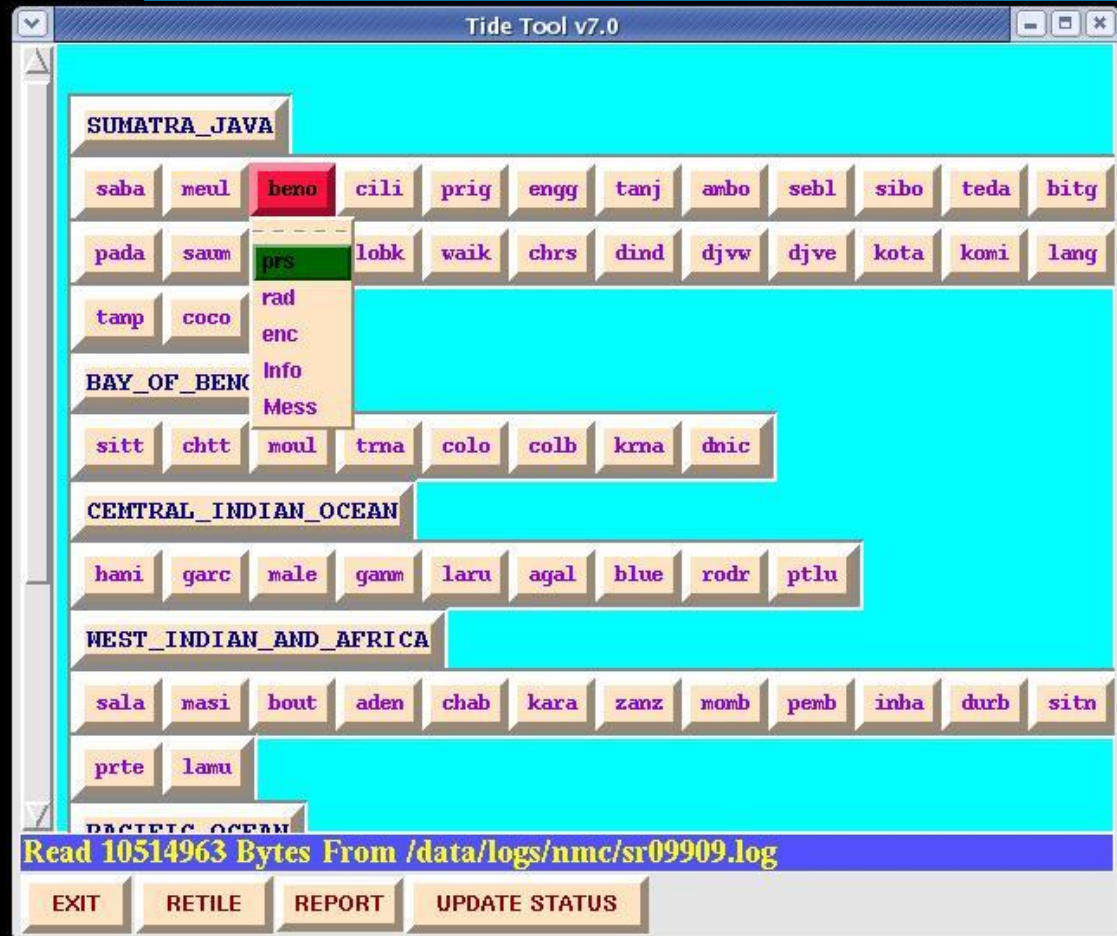 Tide Tool v7.0
SUMATRA_JAVA
saba meul beno cili prig engg tanj ambo sebl sibo teda bitg
pada saum lobk waik chrs dind djvw djve kota komi lang
tanp coco
prs
rad
enc
Info
Mess
BAY_OF_BENG
sitt chtt moul trna colo colb krna dnic
CEMTRAL_INDIAN_OCEAN
hani garc male ganm laru agal blue rodr ptlu
WEST_INDIAN_AND_AFRICA
sala masi bout aden chab kara zanz momb pemb inha durb sitn
prte lamu
PACIFIC_OCEAN
Read 10514963 Bytes From /data/logs/nmc/sr09909.log
EXIT RETILE REPORT UPDATE STATUS